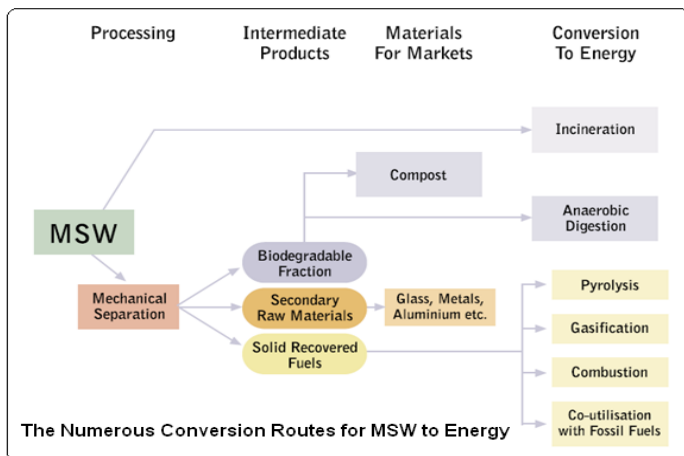 Processing
Intermediate
Products
Materials
For Markets
Conversion
To Energy
Incineration
Compost
MSW
Anaerobic
Digestion
Biodegradable
Fraction
Mechanical
Separation
Secondary
Raw Materials
Glass, Metals,
Aluminium etc.
Solid Recovered
Fuels
Pyrolysis
Gasification
Combustion
Co-utilisation
with Fossil Fuels
The Numerous Conversion Routes for MSW to Energy